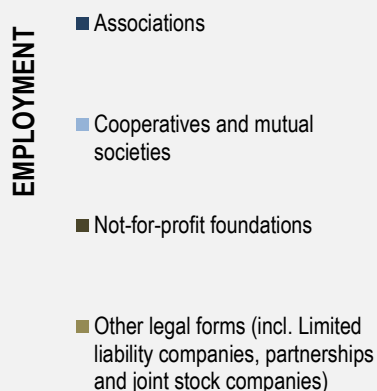 EMPLOYMENT
Associations
Cooperatives and mutual
societies
Not-for-profit foundations
Other legal forms (incl. Limited
liability companies, partnerships
and joint stock companies)